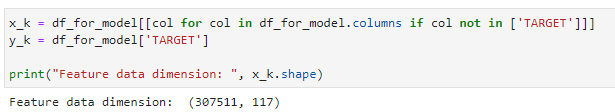 x_k = df_for_model[[col for col in df_for_model.columns if col not in ['TARGET']]]
y_k = df_for_model['TARGET']
print("Feature data dimension: ", x_k.shape)
Feature data dimension:  (307511, 117)